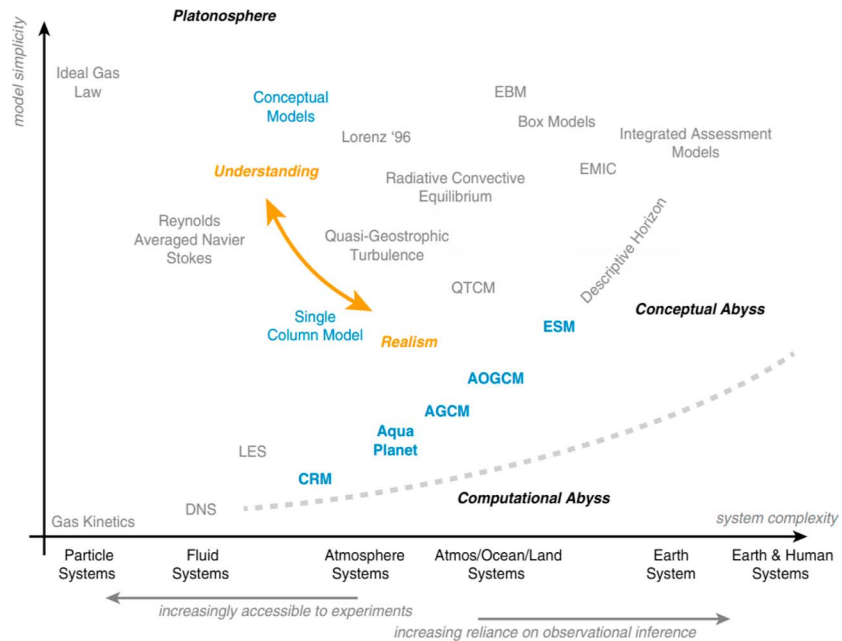 Platonosphere
model simplicity
Ideal Gas
Law
Conceptual
Models
EBM
Box Models
Lorenz '96
Integrated Assessment
Models
Understanding
EMIC
Radiative Convective
Equilibrium
Reynolds
Averaged Navier
Stokes
Quasi-Geostrophic
Turbulence
Descriptive Horizon
QTCM
Single
Column Model
Realism
ESM
Conceptual Abyss
AOGCM
AGCM
Aqua
Planet
LES
CRM
Computational Abyss
DNS
Gas Kinetics
system complexity
Particle
Systems
Fluid
Systems
Atmosphere
Systems
Atmos/Ocean/Land
Systems
Earth
System
Earth & Human
Systems
increasingly accessible to experiments
increasing reliance on observational inference